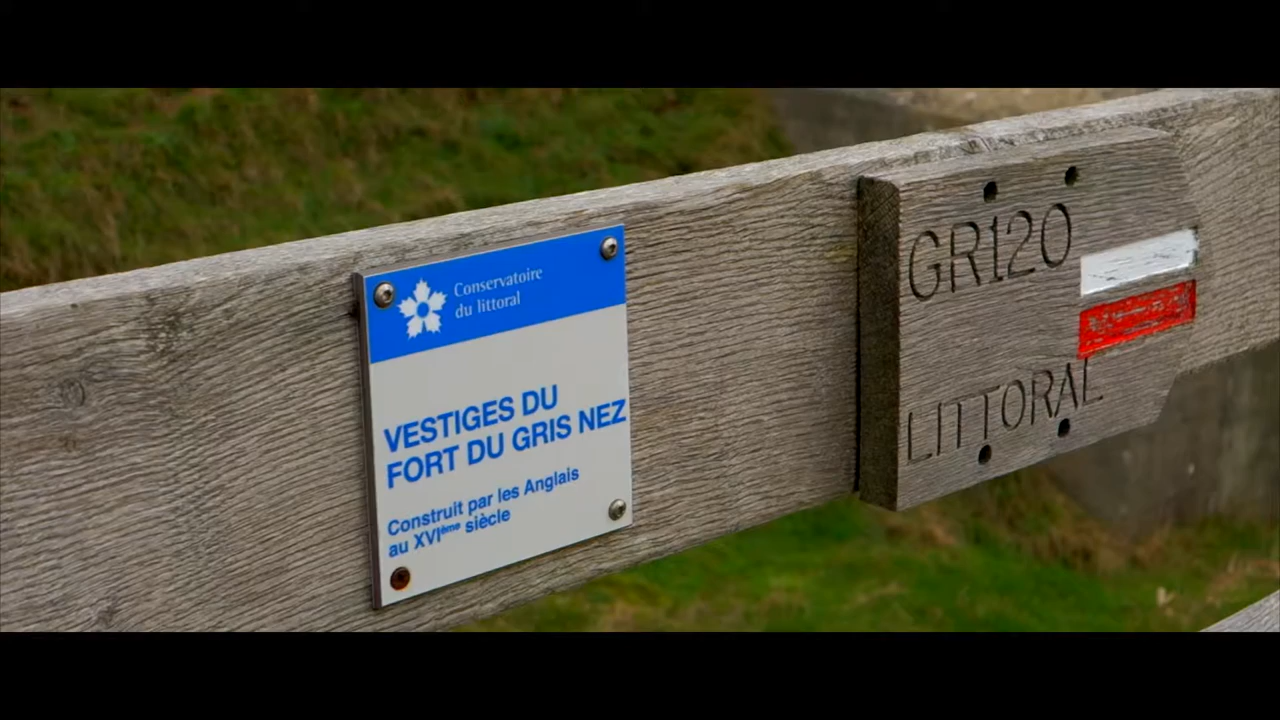 Conservatoire
du littoral
VESTIGES DU
FORT DU GRIS NEZ
Construit par les Anglais
au XVIème siècle
GR120
LITTORAL